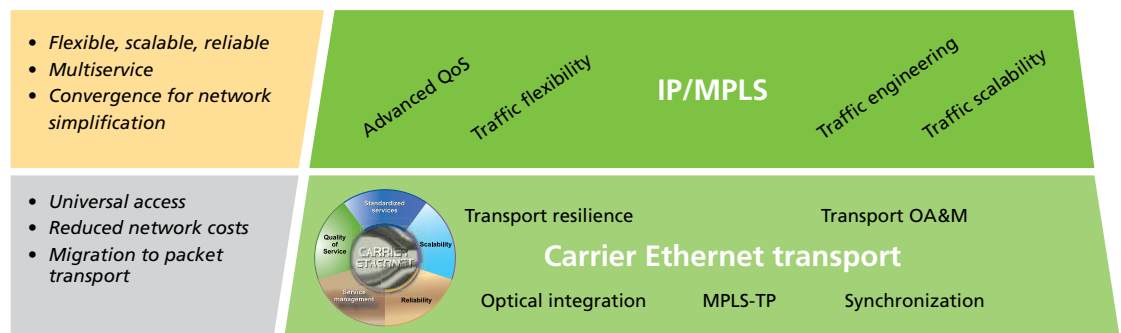 • Flexible, scalable, reliable
• Multiservice
• Convergence for network
simplification
Advanced QoS
Traffic flexibility
IP/MPLS
Traffic engineering
Traffic scalability
• Universal access
• Reduced network costs
• Migration to packet
transport
Standardized
services
Quality
of
Service
Scalability
CARRIER
ETHERNET
Service
management
Reliability
Transport resilience
Transport OA&M
Carrier Ethernet transport
Optical integration
MPLS-TP
Synchronization